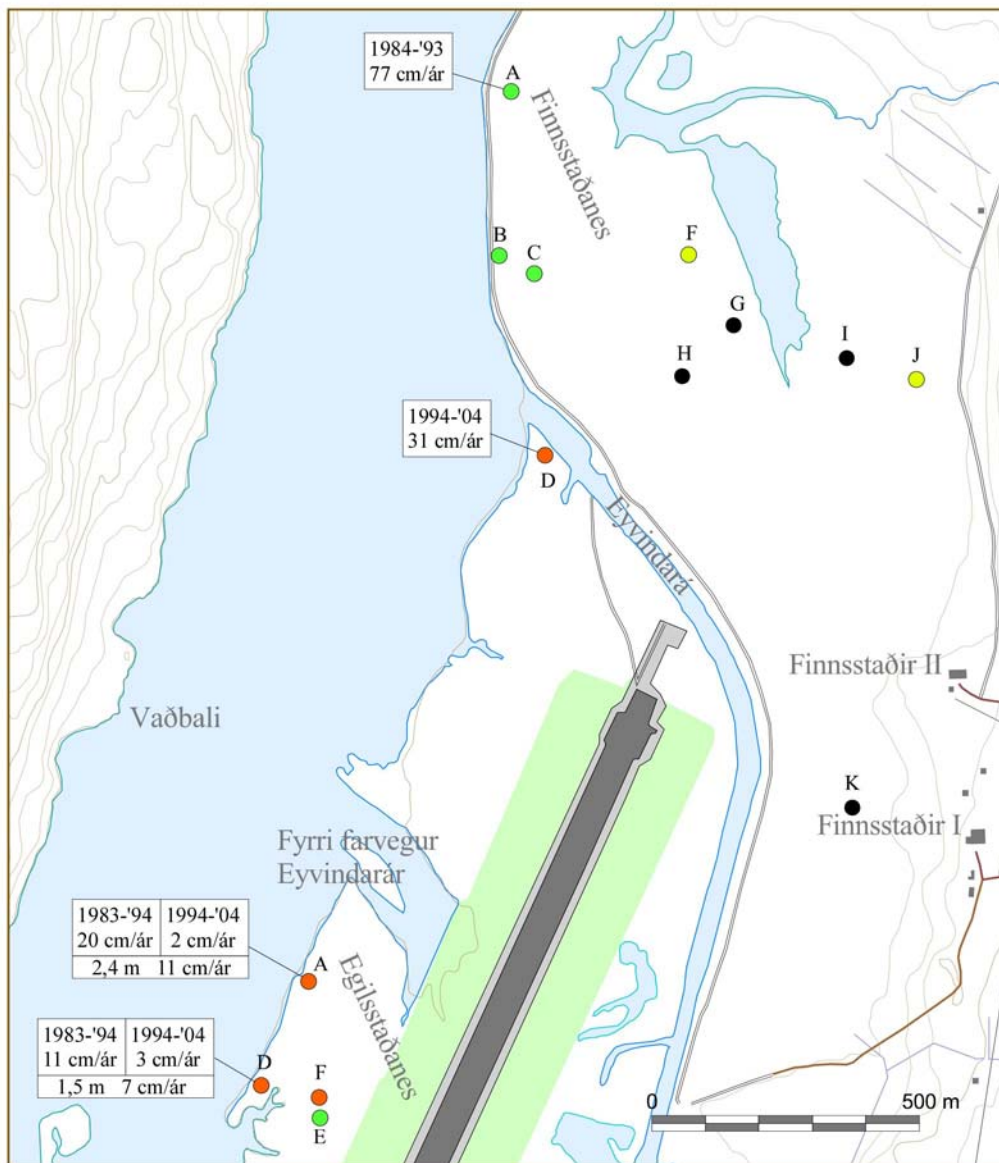 1984-'93
77 cm/ár
A
Finnsstaðanes
B
C
F
G
H
I
J
1994-'04
31 cm/ár
D
Eyvindará
Finnsstaðir II
Vaðbali
K
Finnsstaðir I
Fyrri farvegur
Eyvindarár
1983-'94 1994-'04
20 cm/ár 2 cm/ár
2,4 m 11 cm/ár
A
Egilsstaðanes
1983-'94 1994-'04
11 cm/ár 3 cm/ár
1,5 m 7 cm/ár
D
F
E
0 500 m